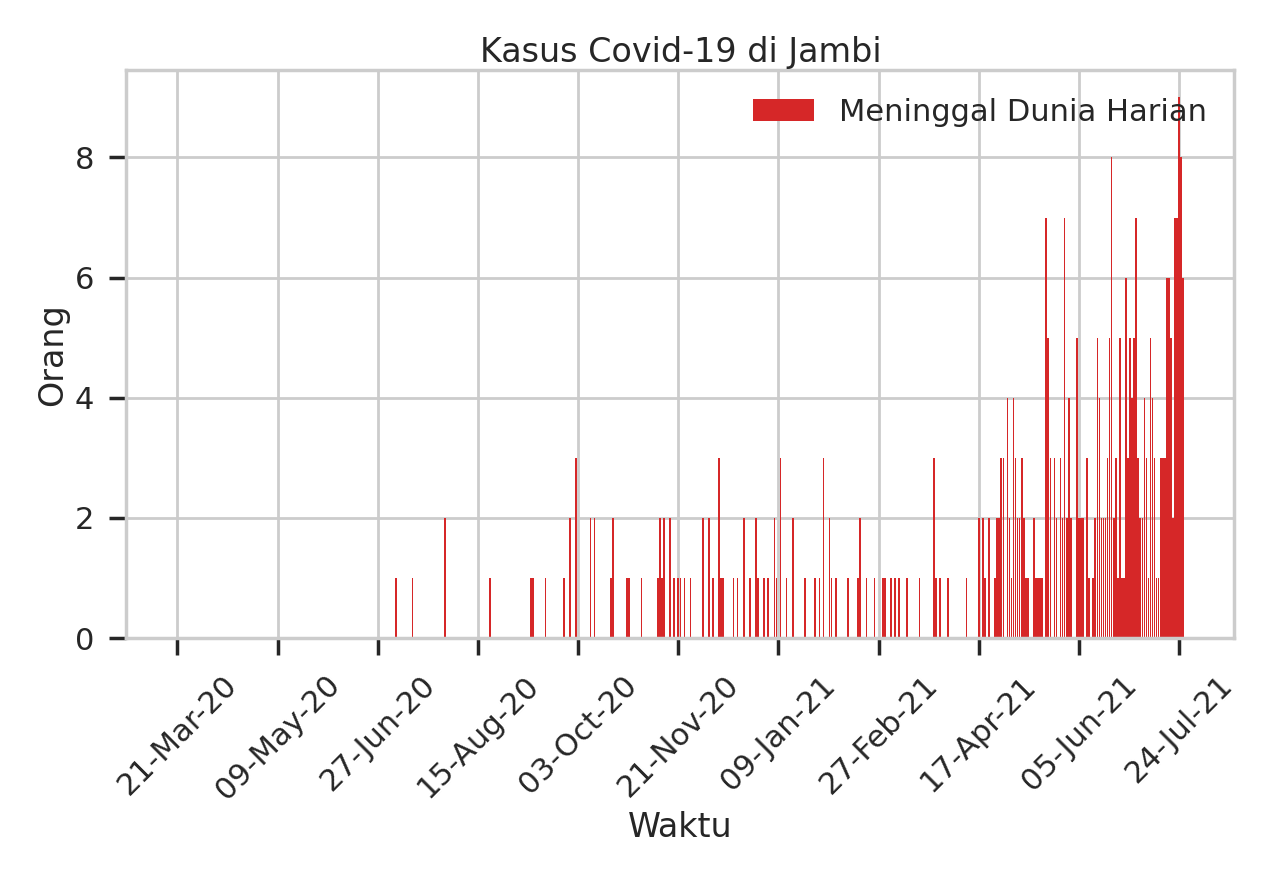 Kasus Covid-19 di Jambi
Meninggal Dunia Harian
Orang
8
6
4
2
0
21-Mar-20
09-May-20
27-Jun-20
15-Aug-20
03-Oct-20
21-Nov-20
09-Jan-21
27-Feb-21
17-Apr-21
05-Jun-21
24-Jul-21
Waktu